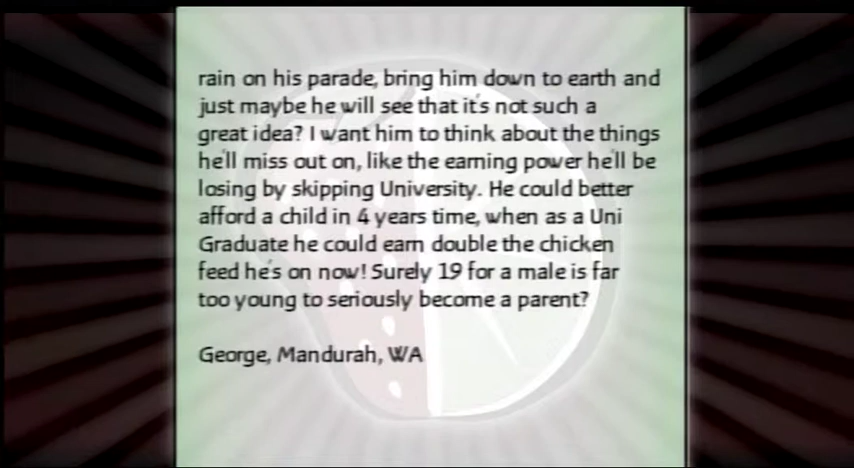 rain on his parade, bring him down to earth and
just maybe he will see that it's not such a
great idea? I want him to think about the things
he'll miss out on, like the earning power he'll be
losing by skipping University. He could better
afford a child in 4 years time, when as a Uni
Graduate he could earn double the chicken
feed he's on now! Surely 19 for a male is far
too young to seriously become a parent?
George, Mandurah, WA